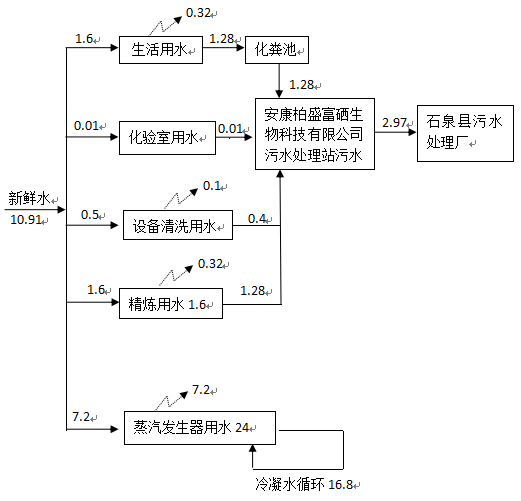 0.32
1.6
生活用水
1.28
化粪池
1.28
0.01
化验室用水
0.01
安康柏盛富硒生
物科技有限公司
污水处理站污水
2.97
石泉县污水
处理厂
新鲜水
10.91
0.1
0.5
设备清洗用水
0.4
0.32
1.6
精炼用水 1.6
1.28
7.2
7.2
蒸汽发生器用水 24
冷凝水循环 16.8